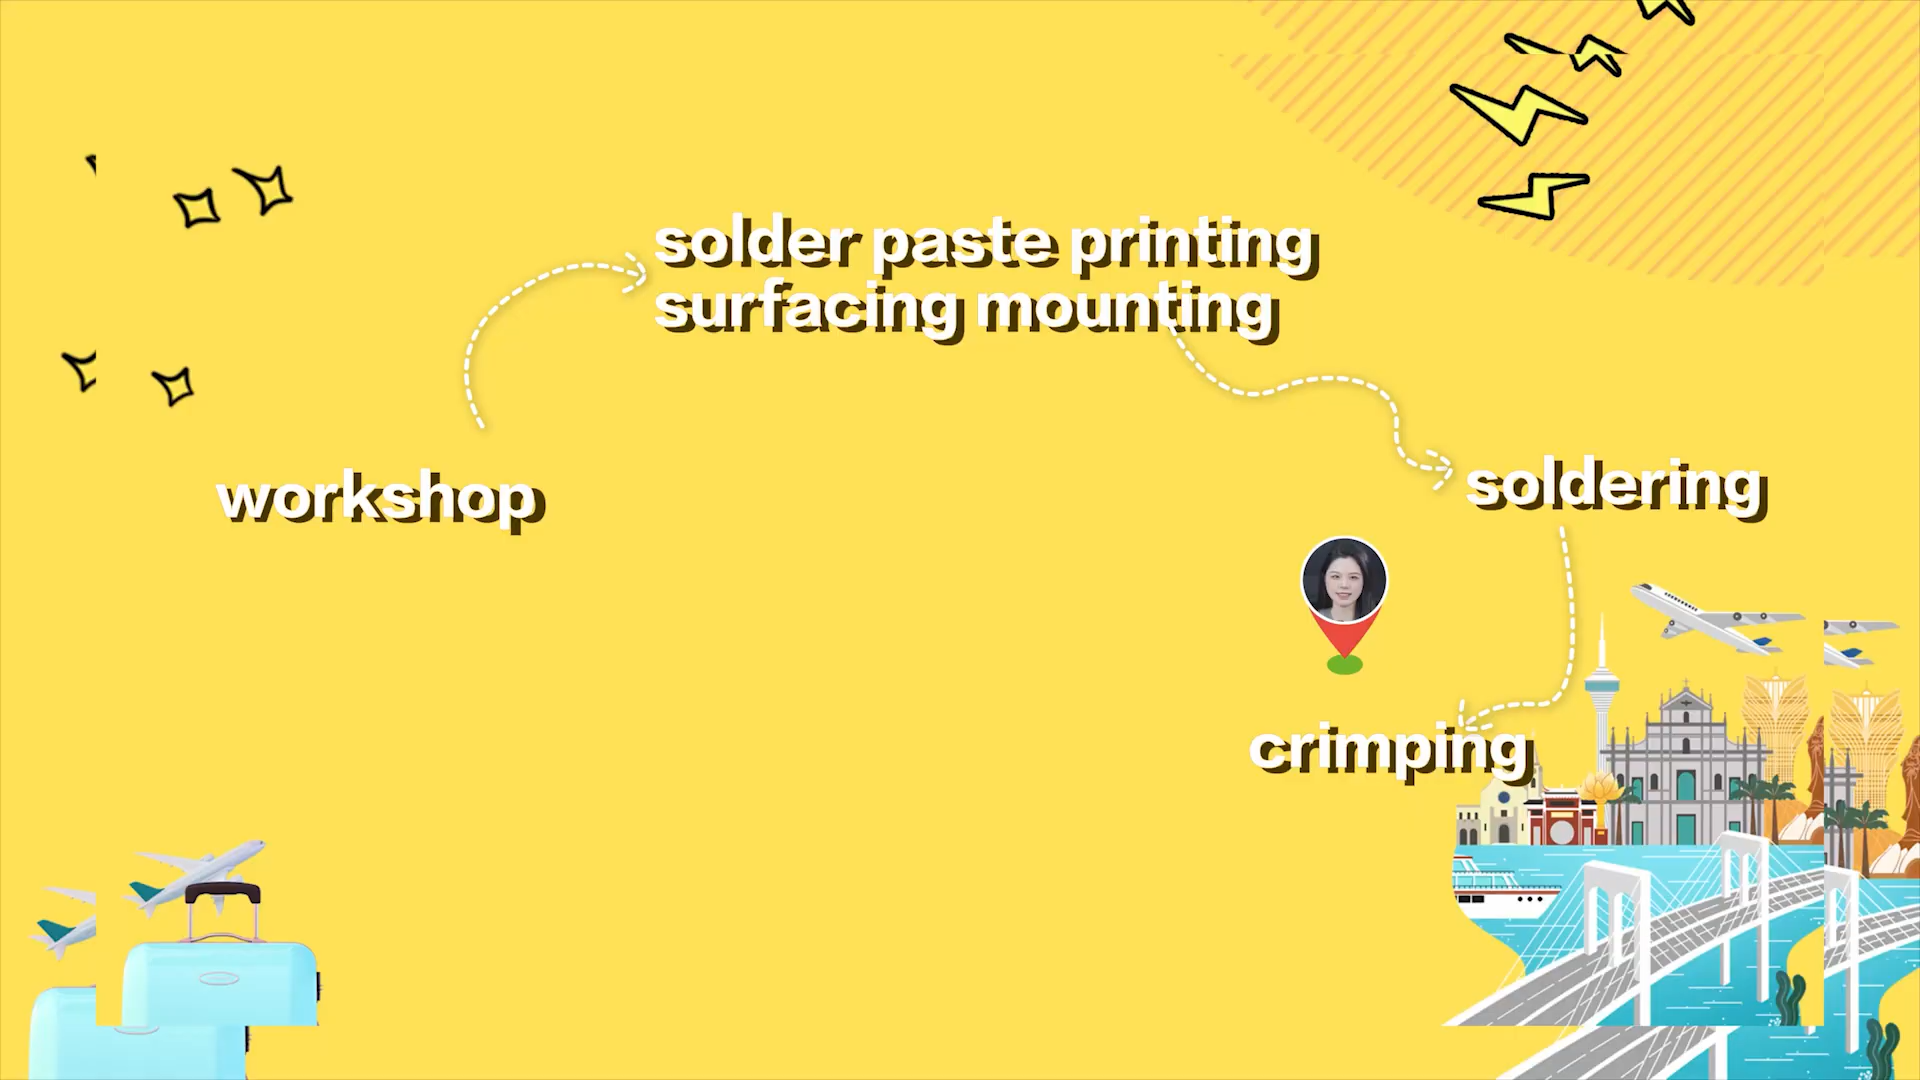 solder paste printing
surfacing mounting
workshop
soldering
crimping